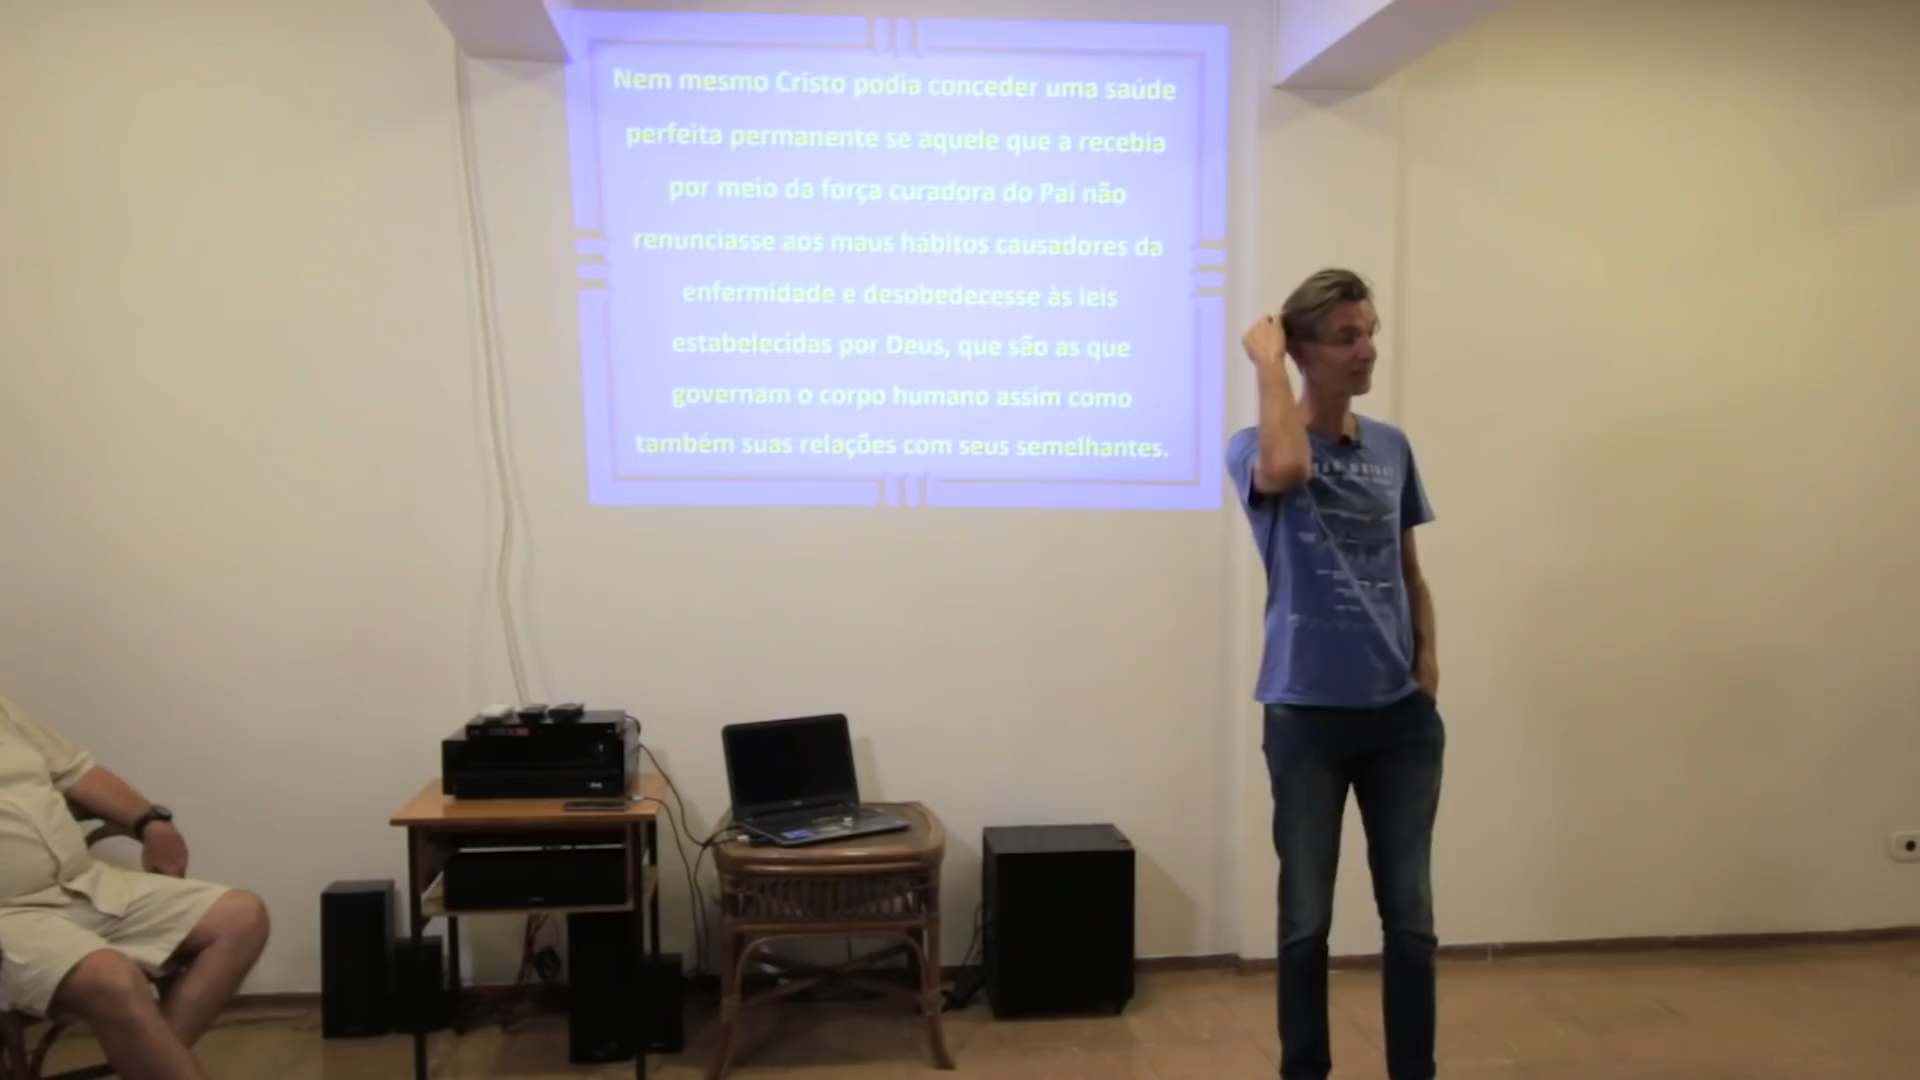 Nem mesmo Cristo podia conceder uma saúde
perfeita permanente se aquele que a recebia
por meio da força curadora do Pai não
renunciasse aos maus hábitos causadores da
enfermidade e desobedecesse às leis
estabelecidas por Deus, que são as que
governam o corpo humano assim como
também suas relações com seus semelhantes.